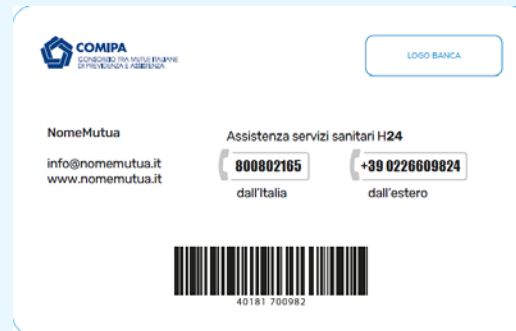 COMIPA
CONSORZIO TRA MUTUE ITALIANE
DI PREVIDENZA E ASSISTENZA
LOGO BANCA
NomeMutua
info@nomemutua.it
www.nomemutua.it
Assistenza servizi sanitari H24
800802165
+39 0226609824
dall'Italia
dall'estero
40181 700982